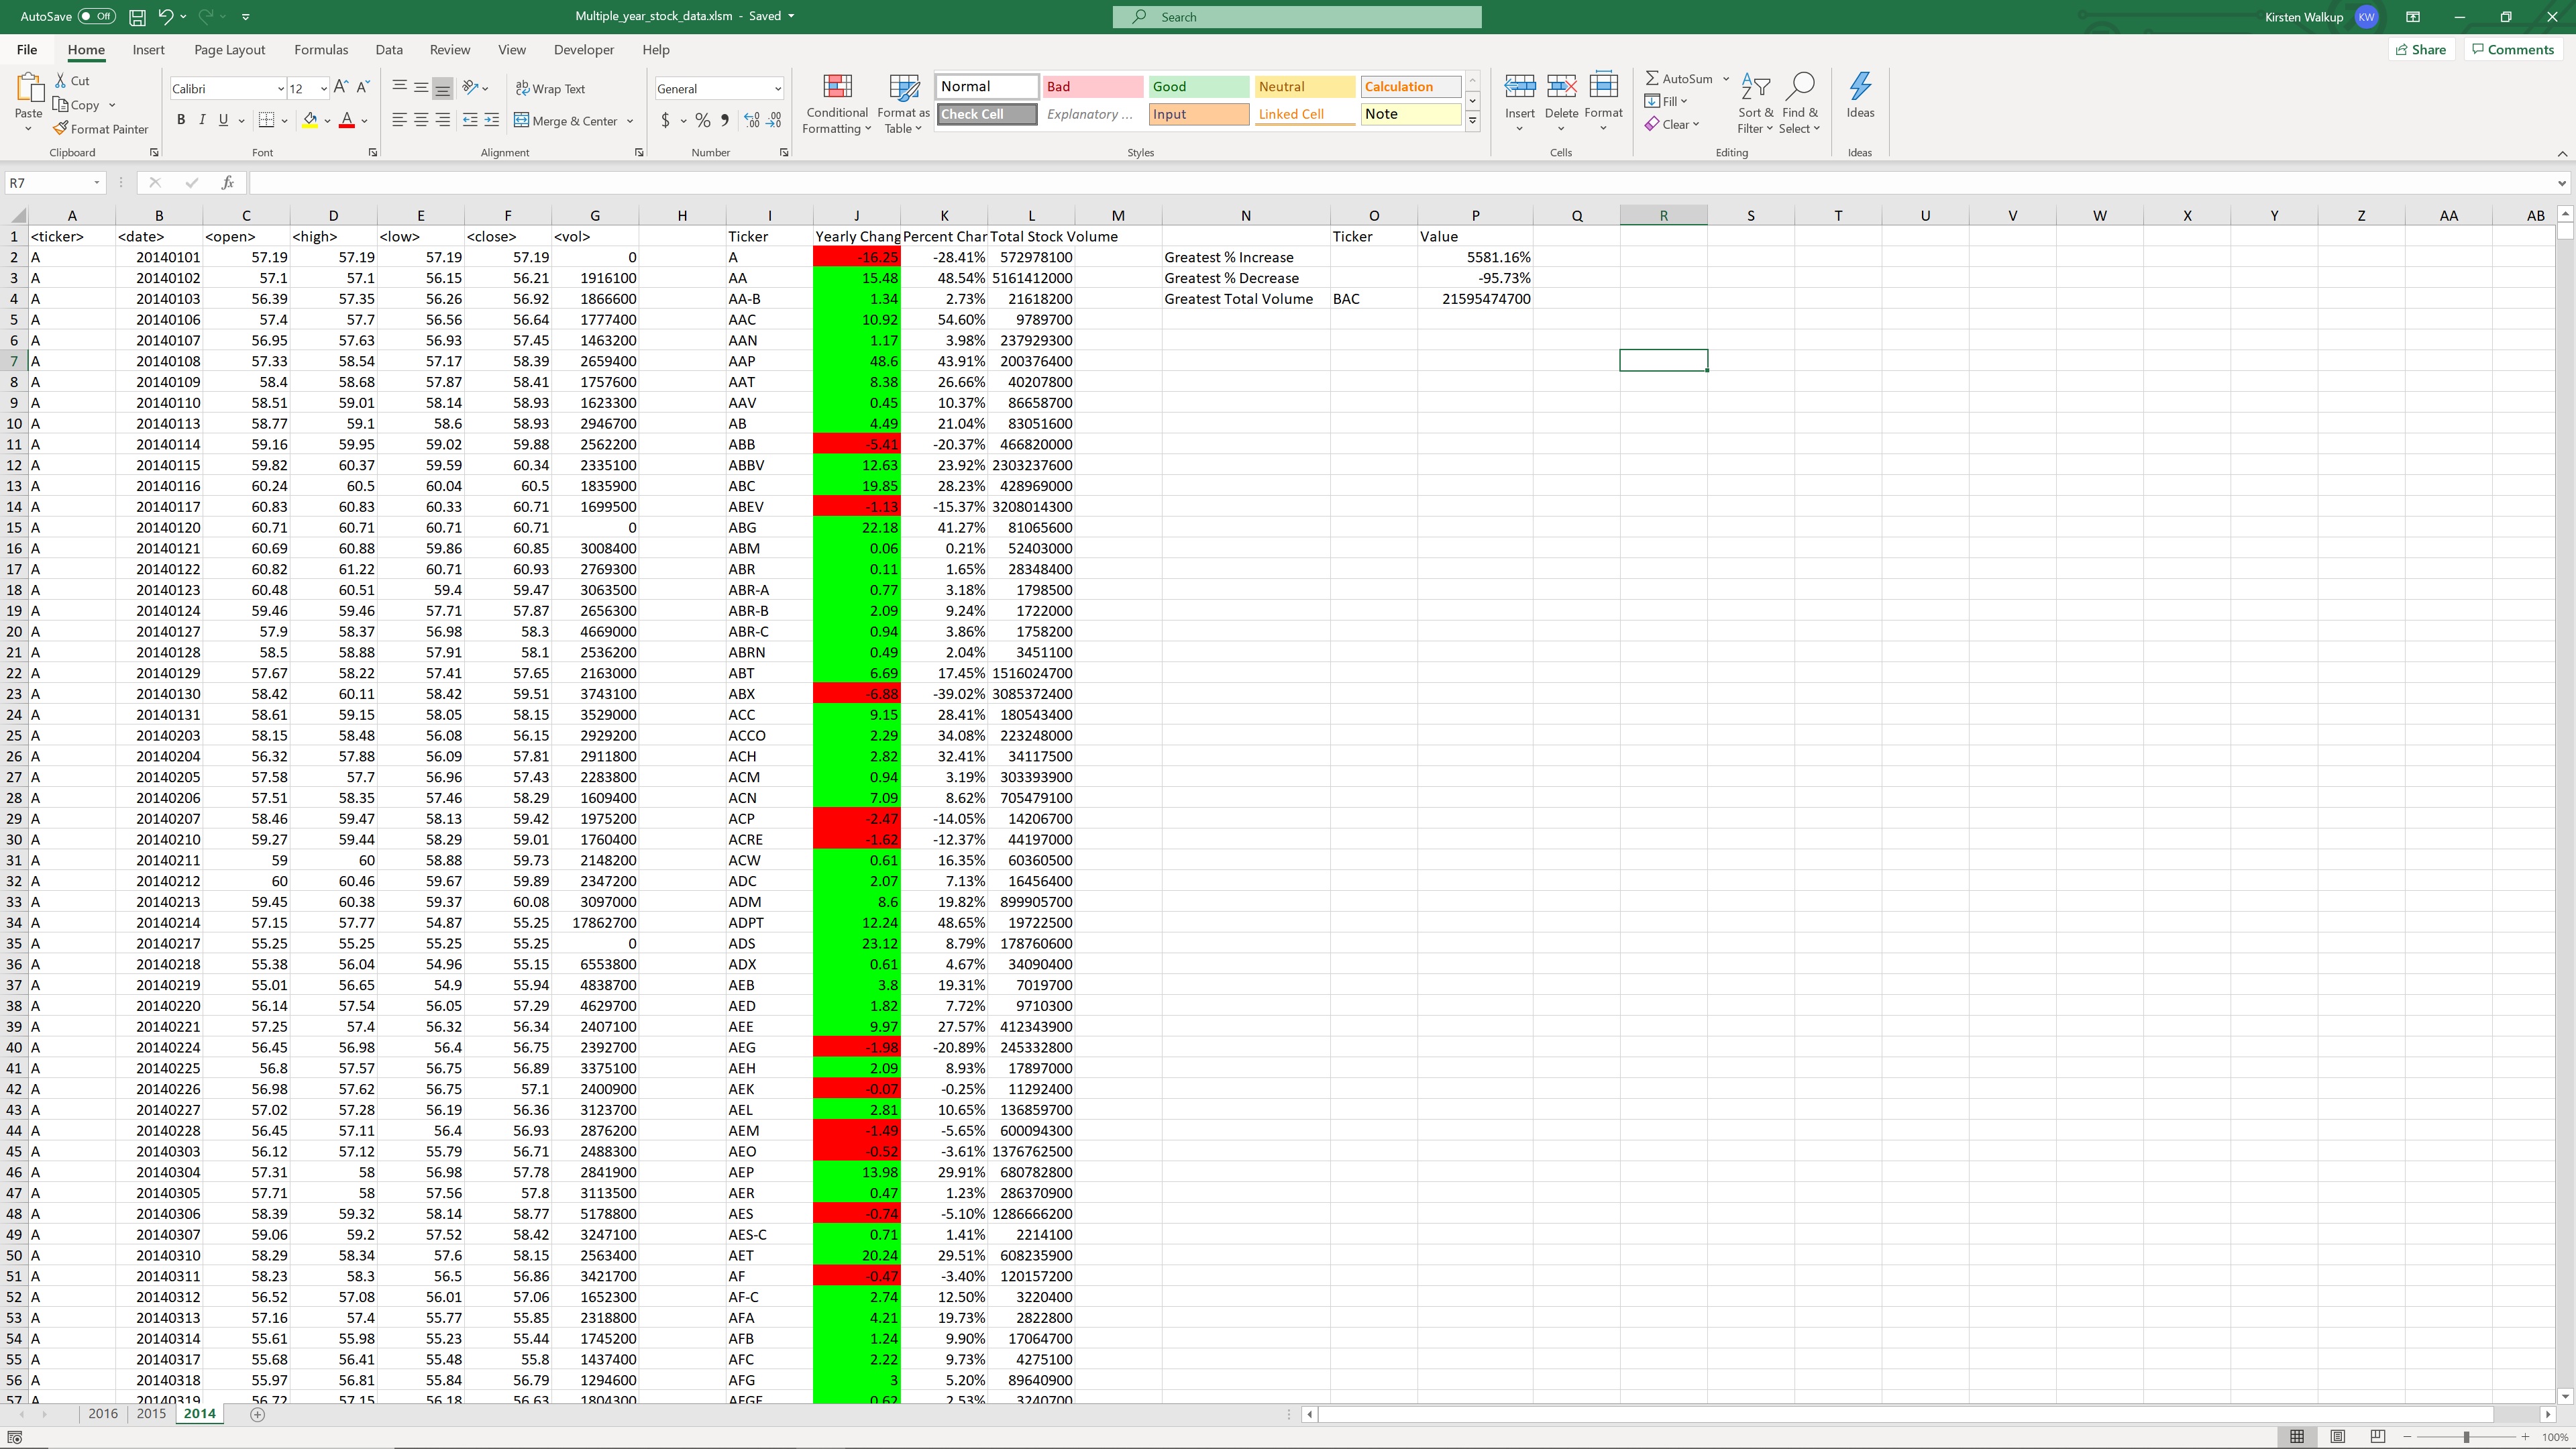 AutoSave Off Multiple_year_stock_data.xlsm - Saved Search Kirsten Walkup KW
File Home Insert Page Layout Formulas Data Review View Developer Help Share Comments
Paste Cut Copy Format Painter Clipboard
Calibri 12 B I U A A A Font
ab Wrap Text Merge & Center Alignment
General $ % Number
Conditional Formatting Format as Table
Normal Bad Good Neutral Calculation
Check Cell Explanatory ... Input Linked Cell Note
Styles
Insert Delete Format Cells
AutoSum Fill Clear Sort & Filter Find & Select Editing
Ideas Ideas
R7 fx
A B C D E F G H I J K L M N O P Q R S T U V W X Y Z AA AB
1 <ticker> <date> <open> <high> <low> <close> <vol> Ticker Yearly Chang Percent Char Total Stock Volume Ticker Value
2 A 20140101 57.19 57.19 57.19 57.19 0 A -16.25 -28.41% 572978100 Greatest % Increase 5581.16%
3 A 20140102 57.1 57.1 56.15 56.21 1916100 AA 15.48 48.54% 5161412000 Greatest % Decrease -95.73%
4 A 20140103 56.39 57.35 56.26 56.92 1866600 AA-B 1.34 2.73% 21618200 Greatest Total Volume BAC 21595474700
5 A 20140106 57.4 57.7 56.56 56.64 1777400 AAC 10.92 54.60% 9789700
6 A 20140107 56.95 57.63 56.93 57.45 1463200 AAN 1.17 3.98% 237929300
7 A 20140108 57.33 58.54 57.17 58.39 2659400 AAP 48.6 43.91% 200376400
8 A 20140109 58.4 58.68 57.87 58.41 1757600 AAT 8.38 26.66% 40207800
9 A 20140110 58.51 59.01 58.14 58.93 1623300 AAV 0.45 10.37% 86658700
10 A 20140113 58.77 59.1 58.6 58.93 2946700 AB 4.49 21.04% 83051600
11 A 20140114 59.16 59.95 59.02 59.88 2562200 ABB -5.41 -20.37% 466820000
12 A 20140115 59.82 60.37 59.59 60.34 2335100 ABBV 12.63 23.92% 2303237600
13 A 20140116 60.24 60.5 60.04 60.5 1835900 ABC 19.85 28.23% 428969000
14 A 20140117 60.83 60.83 60.33 60.71 1699500 ABEV -1.13 -15.37% 3208014300
15 A 20140120 60.71 60.71 60.71 60.71 0 ABG 22.18 41.27% 81065600
16 A 20140121 60.69 60.88 59.86 60.85 3008400 ABM 0.06 0.21% 52403000
17 A 20140122 60.82 61.22 60.71 60.93 2769300 ABR 0.11 1.65% 28348400
18 A 20140123 60.48 60.51 59.4 59.47 3063500 ABR-A 0.77 3.18% 1798500
19 A 20140124 59.46 59.46 57.71 57.87 2656300 ABR-B 2.09 9.24% 1722000
20 A 20140127 57.9 58.37 56.98 58.3 4669000 ABR-C 0.94 3.86% 1758200
21 A 20140128 58.5 58.88 57.91 58.1 2536200 ABRN 0.49 2.04% 3451100
22 A 20140129 57.67 58.22 57.41 57.65 2163000 ABT 6.69 17.45% 1516024700
23 A 20140130 58.42 60.11 58.42 59.51 3743100 ABX -6.88 -39.02% 3085372400
24 A 20140131 58.61 59.15 58.05 58.15 3529000 ACC 9.15 28.41% 180543400
25 A 20140203 58.15 58.48 56.08 56.15 2929200 ACCO 2.29 34.08% 223248000
26 A 20140204 56.32 57.88 56.09 57.81 2911800 ACH 2.82 32.41% 34117500
27 A 20140205 57.58 57.7 56.96 57.43 2283800 ACM 0.94 3.19% 303393900
28 A 20140206 57.51 58.35 57.46 58.29 1609400 ACN 7.09 8.62% 705479100
29 A 20140207 58.46 59.47 58.13 59.42 1975200 ACP -2.47 -14.05% 14206700
30 A 20140210 59.27 59.44 58.29 59.01 1760400 ACRE -1.62 -12.37% 44197000
31 A 20140211 59 60 58.88 59.73 2148200 ACW 0.61 16.35% 60360500
32 A 20140212 60 60.46 59.67 59.89 2347200 ADC 2.07 7.13% 16456400
33 A 20140213 59.45 60.38 59.37 60.08 3097000 ADM 8.6 19.82% 899905700
34 A 20140214 57.15 57.77 54.87 55.25 17862700 ADPT 12.24 48.65% 19722500
35 A 20140217 55.25 55.25 55.25 55.25 0 ADS 23.12 8.79% 178760600
36 A 20140218 55.38 56.04 54.96 55.15 6553800 ADX 0.61 4.67% 34090400
37 A 20140219 55.01 56.65 54.9 55.94 4838700 AEB 3.8 19.31% 7019700
38 A 20140220 56.14 57.54 56.05 57.29 4629700 AED 1.82 7.72% 9710300
39 A 20140221 57.25 57.4 56.32 56.34 2407100 AEE 9.97 27.57% 412343900
40 A 20140224 56.45 56.98 56.4 56.75 2392700 AEG -1.98 -20.89% 245332800
41 A 20140225 56.8 57.57 56.75 56.89 3375100 AEH 2.09 8.93% 17897000
42 A 20140226 56.98 57.62 56.75 57.1 2400900 AEK -0.07 -0.25% 11292400
43 A 20140227 57.02 57.28 56.19 56.36 3123700 AEL 2.81 10.65% 136859700
44 A 20140228 56.45 57.11 56.4 56.93 2876200 AEM -1.49 -5.65% 600094300
45 A 20140303 56.12 57.12 55.79 56.71 2488300 AEO -0.52 -3.61% 1376762500
46 A 20140304 57.31 58 56.98 57.78 2841900 AEP 13.98 29.91% 680782800
47 A 20140305 57.71 58 57.56 57.8 3113500 AER 0.47 1.23% 286370900
48 A 20140306 58.39 59.32 58.14 58.77 5178800 AES -0.74 -5.10% 1286666200
49 A 20140307 59.06 59.2 57.52 58.42 3247100 AES-C 0.71 1.41% 2214100
50 A 20140310 58.29 58.34 57.6 58.15 2563400 AET 20.24 29.51% 608235900
51 A 20140311 58.23 58.3 56.5 56.86 3421700 AF -0.47 -3.40% 120157200
52 A 20140312 56.52 57.08 56.01 57.06 1652300 AF-C 2.74 12.50% 3220400
53 A 20140313 57.16 57.4 55.77 55.85 2318800 AFA 4.21 19.73% 2822800
54 A 20140314 55.61 55.98 55.23 55.44 1745200 AFB 1.24 9.90% 17064700
55 A 20140317 55.68 56.41 55.48 55.8 1437400 AFC 2.22 9.73% 4275100
56 A 20140318 55.97 56.81 55.84 56.79 1294600 AFG 3 5.20% 89640900
57 A 20140319 56.72 57.15 56.18 56.63 1804300 AFGE 0.62 2.53% 3240700
2016 2015 2014
100%